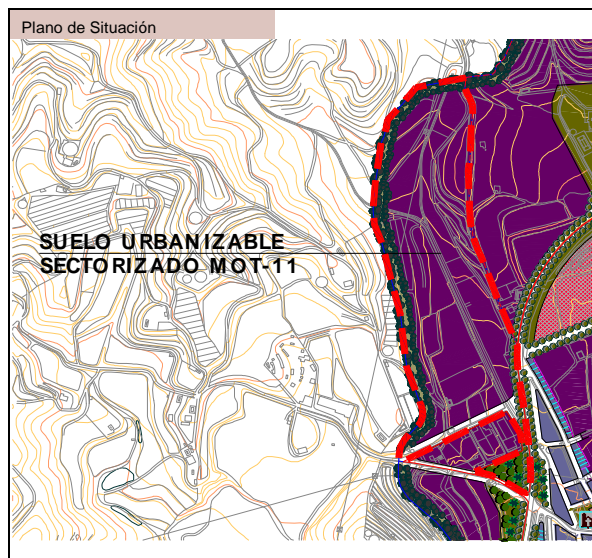 Plano de Situación
SUELO URBANIZABLE
SECTORIZADO MOT-11